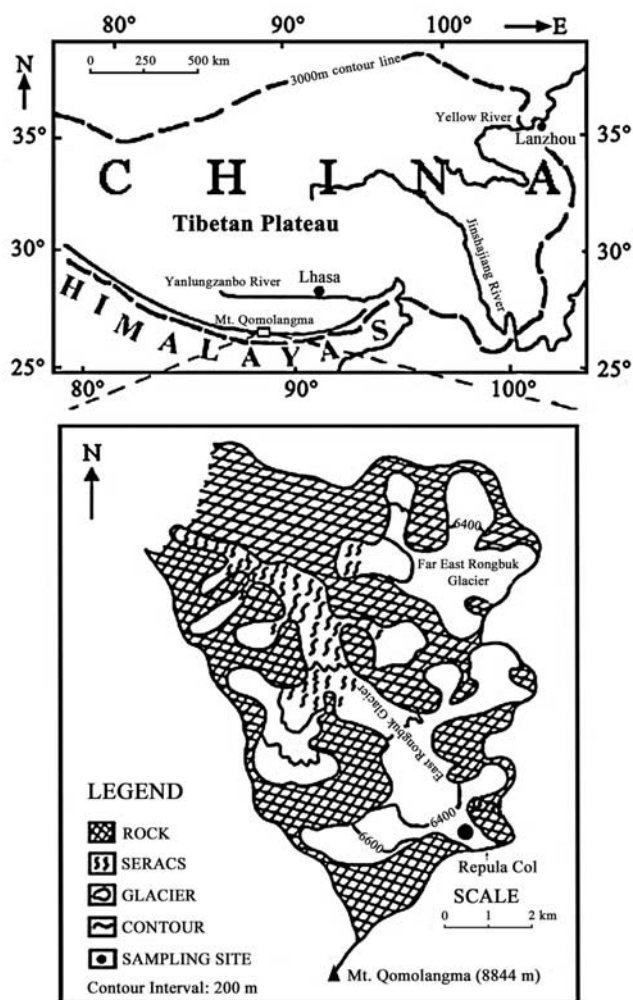 80° 90° 100° E
N
0 250 500 km
3000m contour line
35° 35°
Yellow River
Lanzhou
C H I N A
Tibetan Plateau
Jinshajiang River
30° 30°
Yanlungzanbo River
Lhasa
Mt. Qomolangma
HIMALAYAS
25° 25°
80° 90° 100°
N
6400
Far East Rongbuk
Glacier
East Rongbuk Glacier
6400
6600
Repula Col
LEGEND
ROCK
SERACS
GLACIER
CONTOUR
SAMPLING SITE
Contour Interval: 200 m
SCALE
0 1 2 km
Mt. Qomolangma (8844 m)